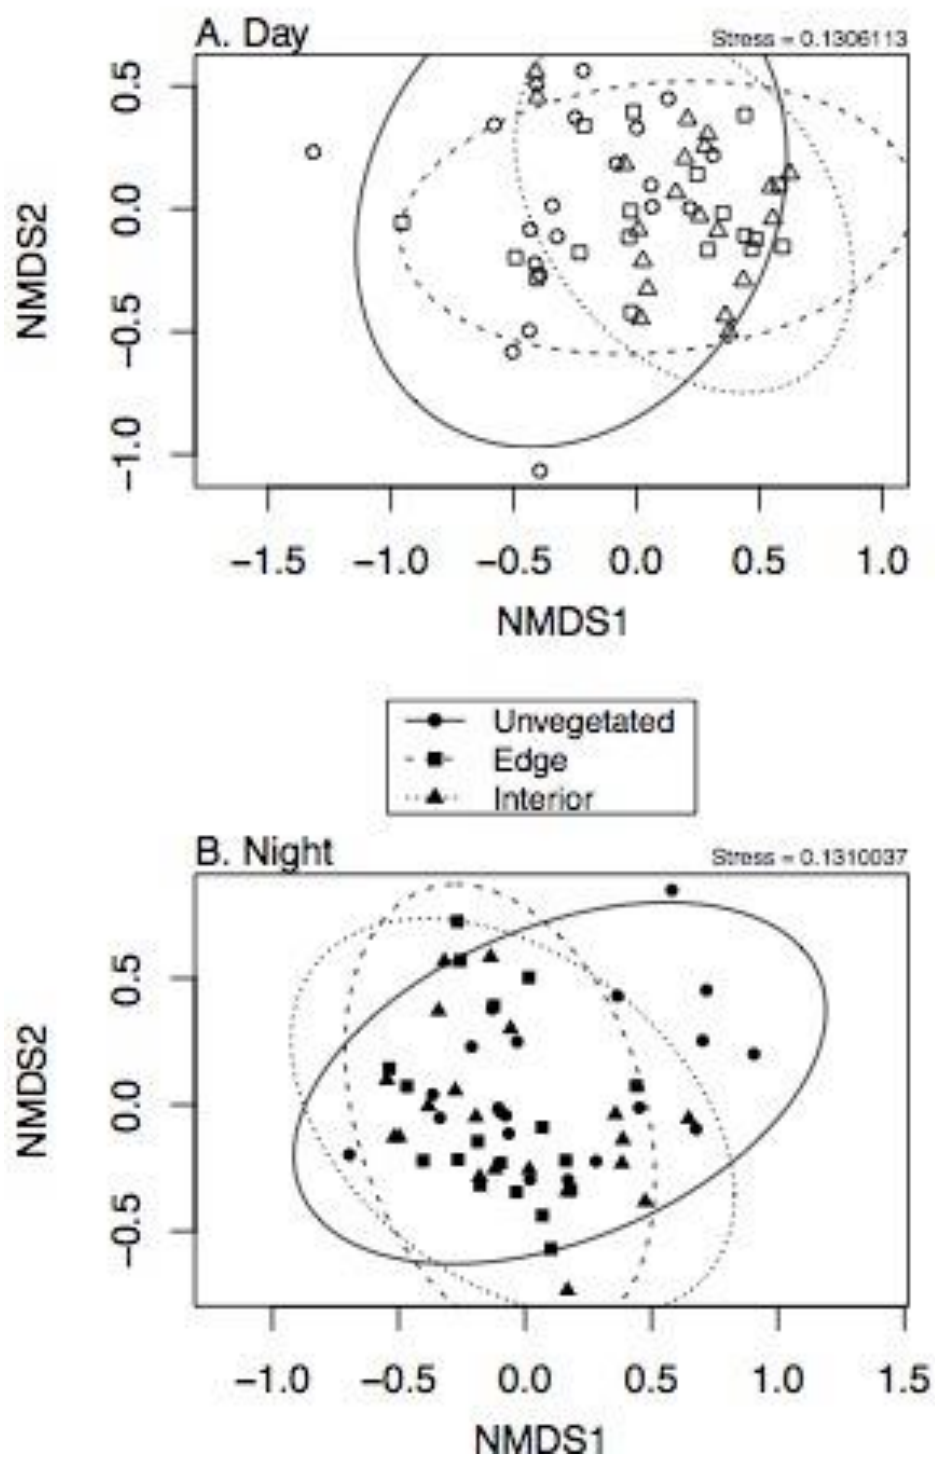 A. Day
Stress = 0.1306113
0.5
0.0
−0.5
−1.0
NMDS2
−1.5 −1.0 −0.5 0.0 0.5 1.0
NMDS1
Unvegetated
Edge
Interior
B. Night
Stress = 0.1310037
0.5
0.0
−0.5
NMDS2
−1.0 −0.5 0.0 0.5 1.0 1.5
NMDS1